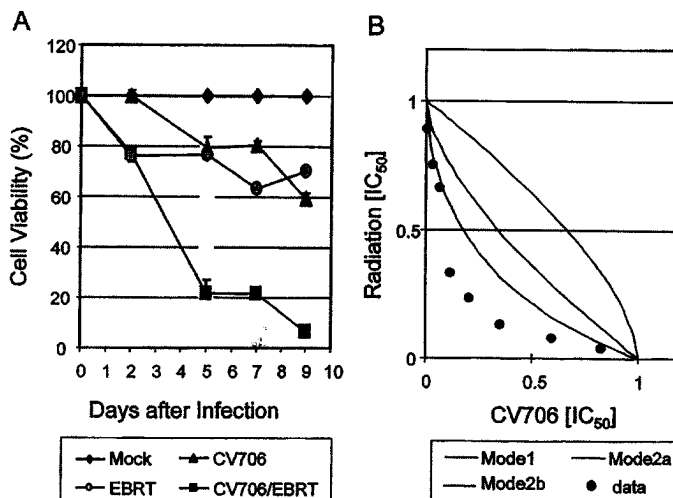 A
120
100
80
60
40
20
0
Cell Viability (%)
0 1 2 3 4 5 6 7 8 9 10
Days after Infection
Mock
CV706
EBRT
CV706/EBRT
B
1
0.5
0
Radiation [IC50]
0 0.5 1
CV706 [IC50]
Mode1
Mode2a
Mode2b
data